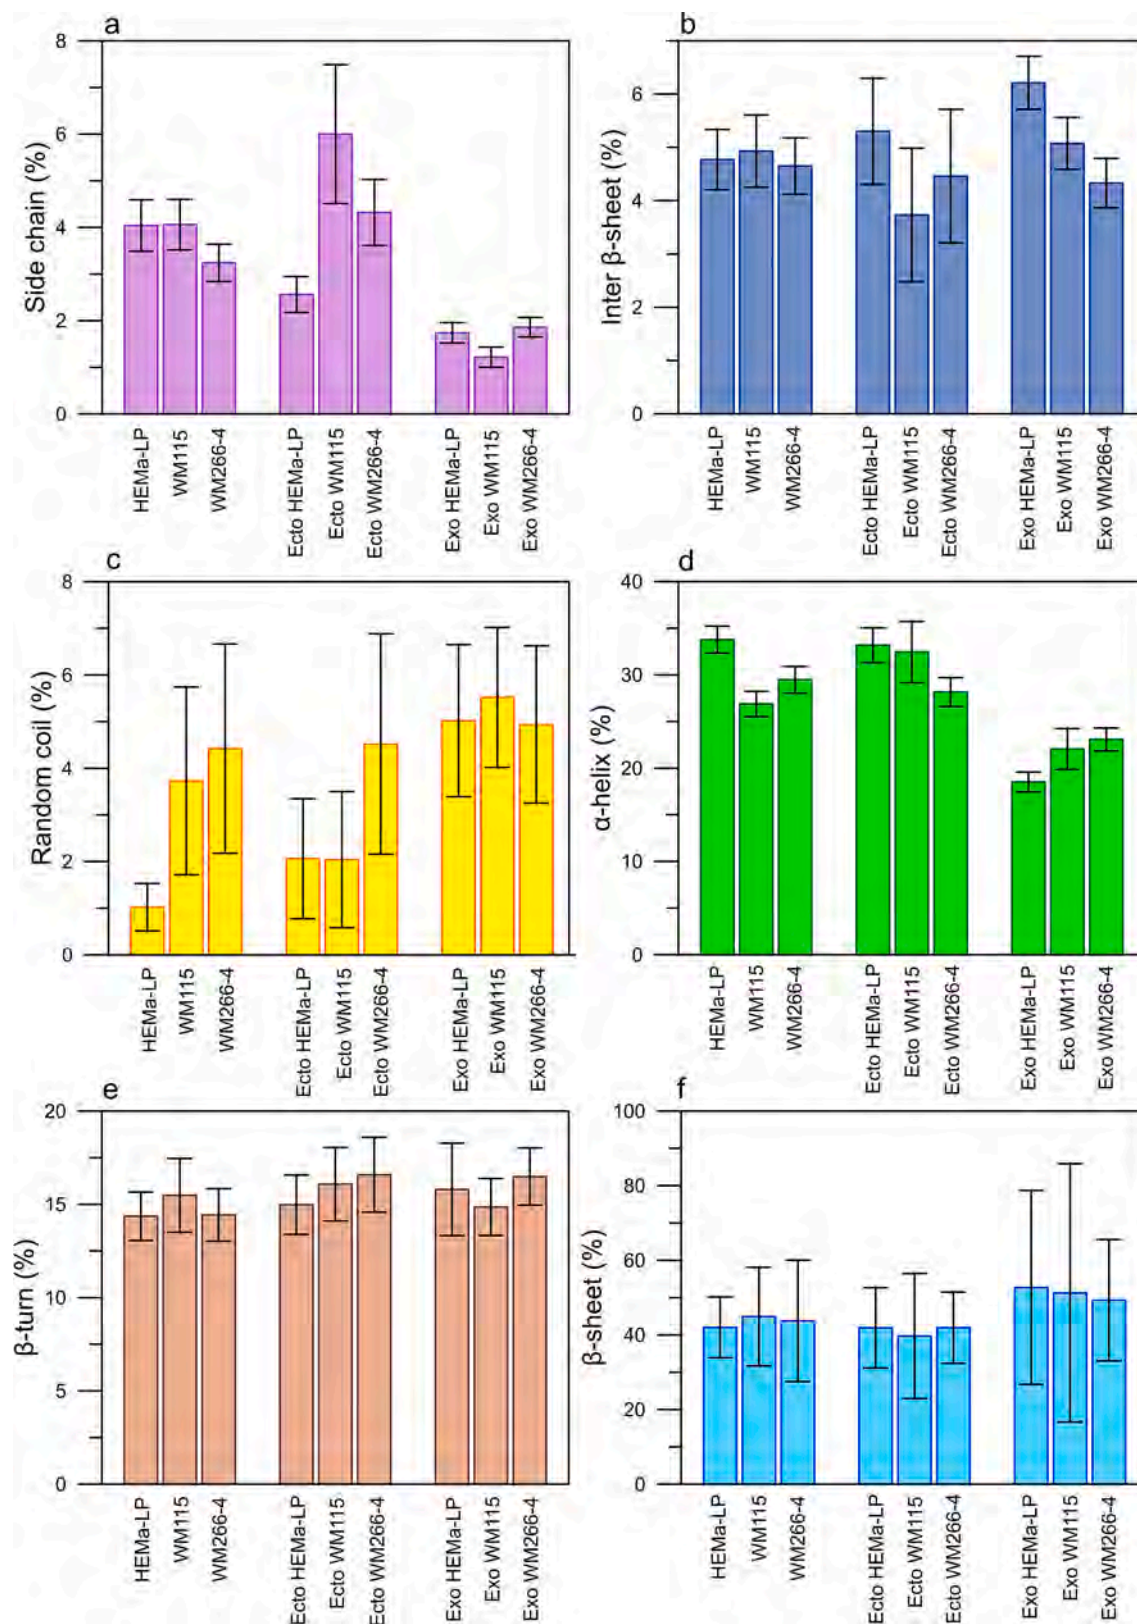 a
8
6
4
2
0
Side chain (%)
HEMa-LP
WM115
WM266-4
Ecto HEMa-LP
Ecto WM115
Ecto WM266-4
Exo HEMa-LP
Exo WM115
Exo WM266-4
b
6
4
2
0
Inter β-sheet (%)
HEMa-LP
WM115
WM266-4
Ecto HEMa-LP
Ecto WM115
Ecto WM266-4
Exo HEMa-LP
Exo WM115
Exo WM266-4
c
8
6
4
2
0
Random coil (%)
HEMa-LP
WM115
WM266-4
Ecto HEMa-LP
Ecto WM115
Ecto WM266-4
Exo HEMa-LP
Exo WM115
Exo WM266-4
d
40
30
20
10
0
α-helix (%)
HEMa-LP
WM115
WM266-4
Ecto HEMa-LP
Ecto WM115
Ecto WM266-4
Exo HEMa-LP
Exo WM115
Exo WM266-4
e
20
15
10
5
0
β-turn (%)
HEMa-LP
WM115
WM266-4
Ecto HEMa-LP
Ecto WM115
Ecto WM266-4
Exo HEMa-LP
Exo WM115
Exo WM266-4
f
100
80
60
40
20
0
β-sheet (%)
HEMa-LP
WM115
WM266-4
Ecto HEMa-LP
Ecto WM115
Ecto WM266-4
Exo HEMa-LP
Exo WM115
Exo WM266-4